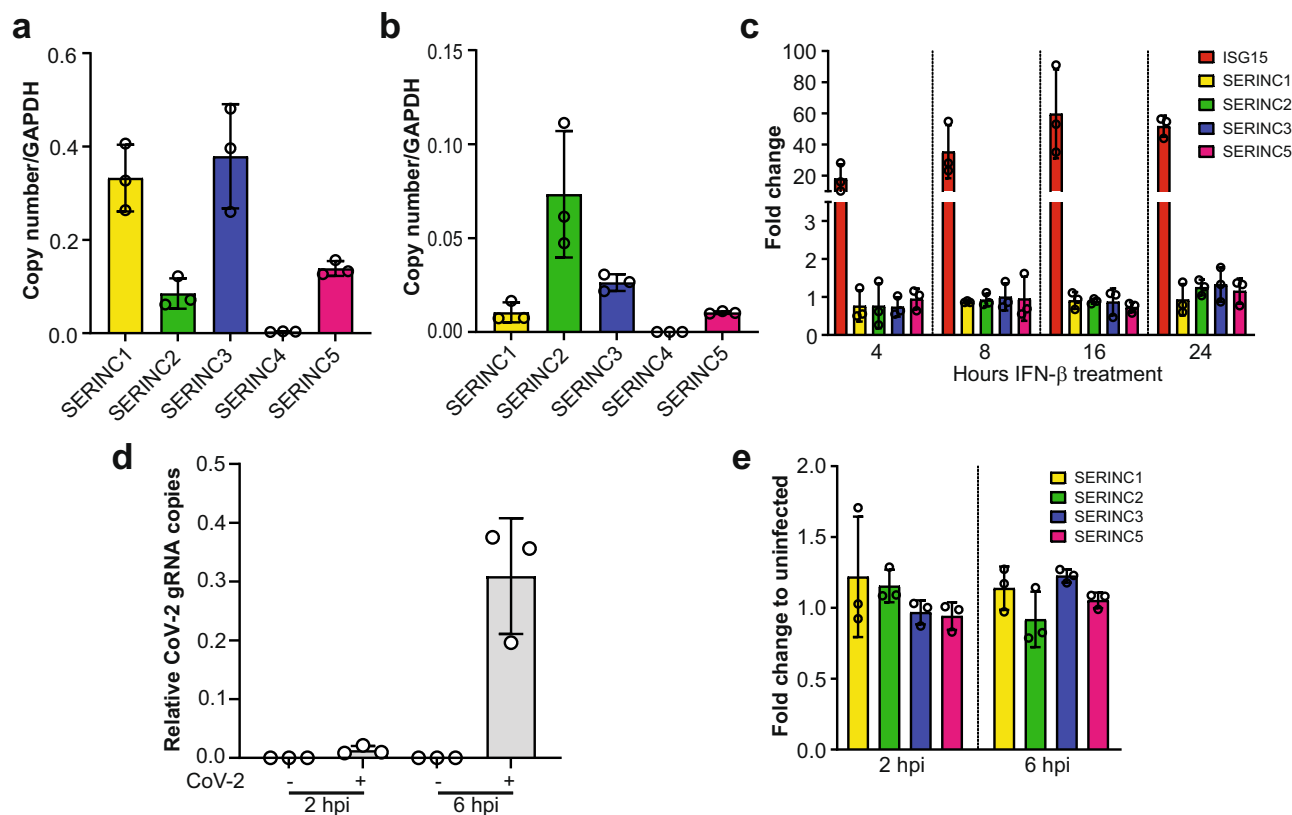 a
Copy number/GAPDH
0.6
0.4
0.2
0.0
SERINC1
SERINC2
SERINC3
SERINC4
SERINC5
b
Copy number/GAPDH
0.15
0.10
0.05
0.00
SERINC1
SERINC2
SERINC3
SERINC4
SERINC5
c
Fold change
100
80
60
40
20
3
2
1
0
4
8
16
24
Hours IFN-β treatment
ISG15
SERINC1
SERINC2
SERINC3
SERINC5
d
Relative CoV-2 gRNA copies
0.5
0.4
0.3
0.2
0.1
0.0
CoV-2 - + - +
2 hpi 6 hpi
e
Fold change to uninfected
2.0
1.5
1.0
0.5
0.0
2 hpi 6 hpi
SERINC1
SERINC2
SERINC3
SERINC5